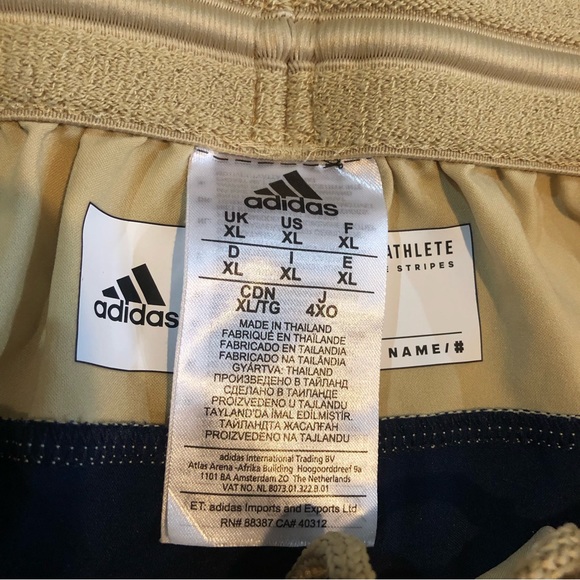 adidas
UK US F
XL XL XL
D I E
XL XL XL
CDN J
XL/TG 4XO
MADE IN THAILAND
FABRIQUÉ EN THAÏLANDE
FABRICADO EN TAILANDIA
FABRICADO NA TAILÂNDIA
GYÁRTVA: THAILAND
ПРОИЗВЕДЕНО В ТАИЛАНД
СДЕЛАНО В ТАИЛАНДЕ
PROIZVEDENO U TAJLANDU
TAYLAND'DA İMAL EDİLMİŞTİR.
ТАЙЛАНДТА ЖАСАЛҒАН
PROIZVEDENO NA TAJLANDU
adidas International Trading BV
Atlas Arena -Afrika Building Hoogoorddreef 9a
1101 BA Amsterdam ZO The Netherlands
VAT NO. NL 8073.01.322.B.01
ET: adidas Imports and Exports Ltd
RN# 88387 CA# 40312
adidas
ATHLETE
STRIPES
NAME/#